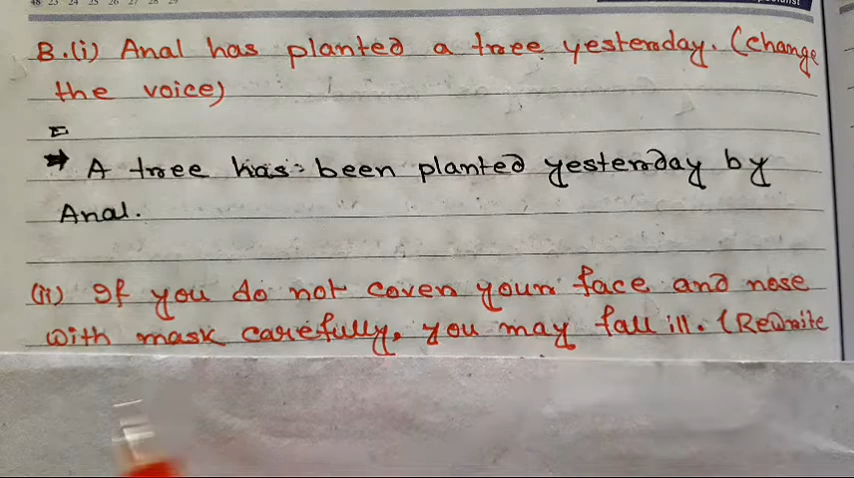 B.(i) Anal has planted a tree yesterday. (change
the voice)
A tree has been planted yesterday by
Anal.
(ii) If you do not cover your face and nose
with mask carefully, you may fall ill. (Rewrite